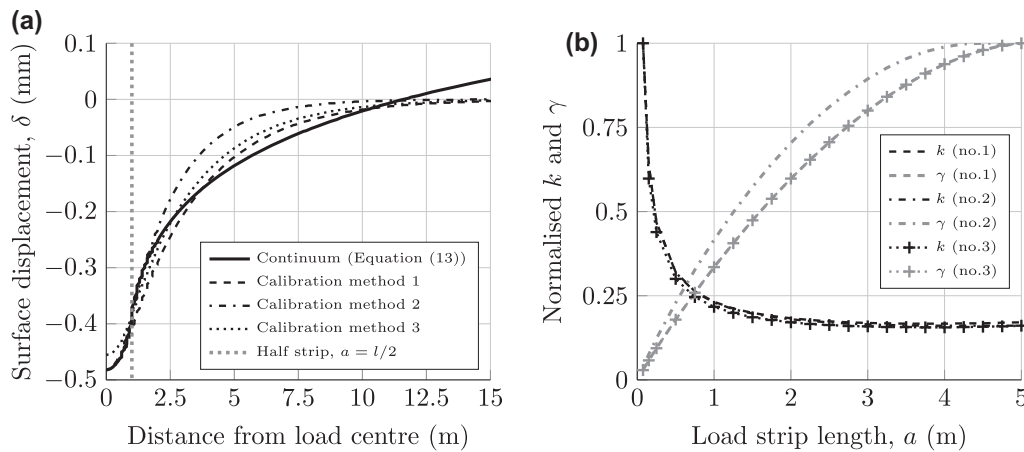 (a)
0.1
0
−0.1
−0.2
−0.3
−0.4
−0.5
Surface displacement, δ (mm)
Continuum (Equation (13))
Calibration method 1
Calibration method 2
Calibration method 3
Half strip, a = l/2
0 2.5 5 7.5 10 12.5 15
Distance from load centre (m)
(b)
1
0.75
0.5
0.25
0
Normalised k and γ
k (no.1)
γ (no.1)
k (no.2)
γ (no.2)
k (no.3)
γ (no.3)
0 1 2 3 4 5
Load strip length, a (m)